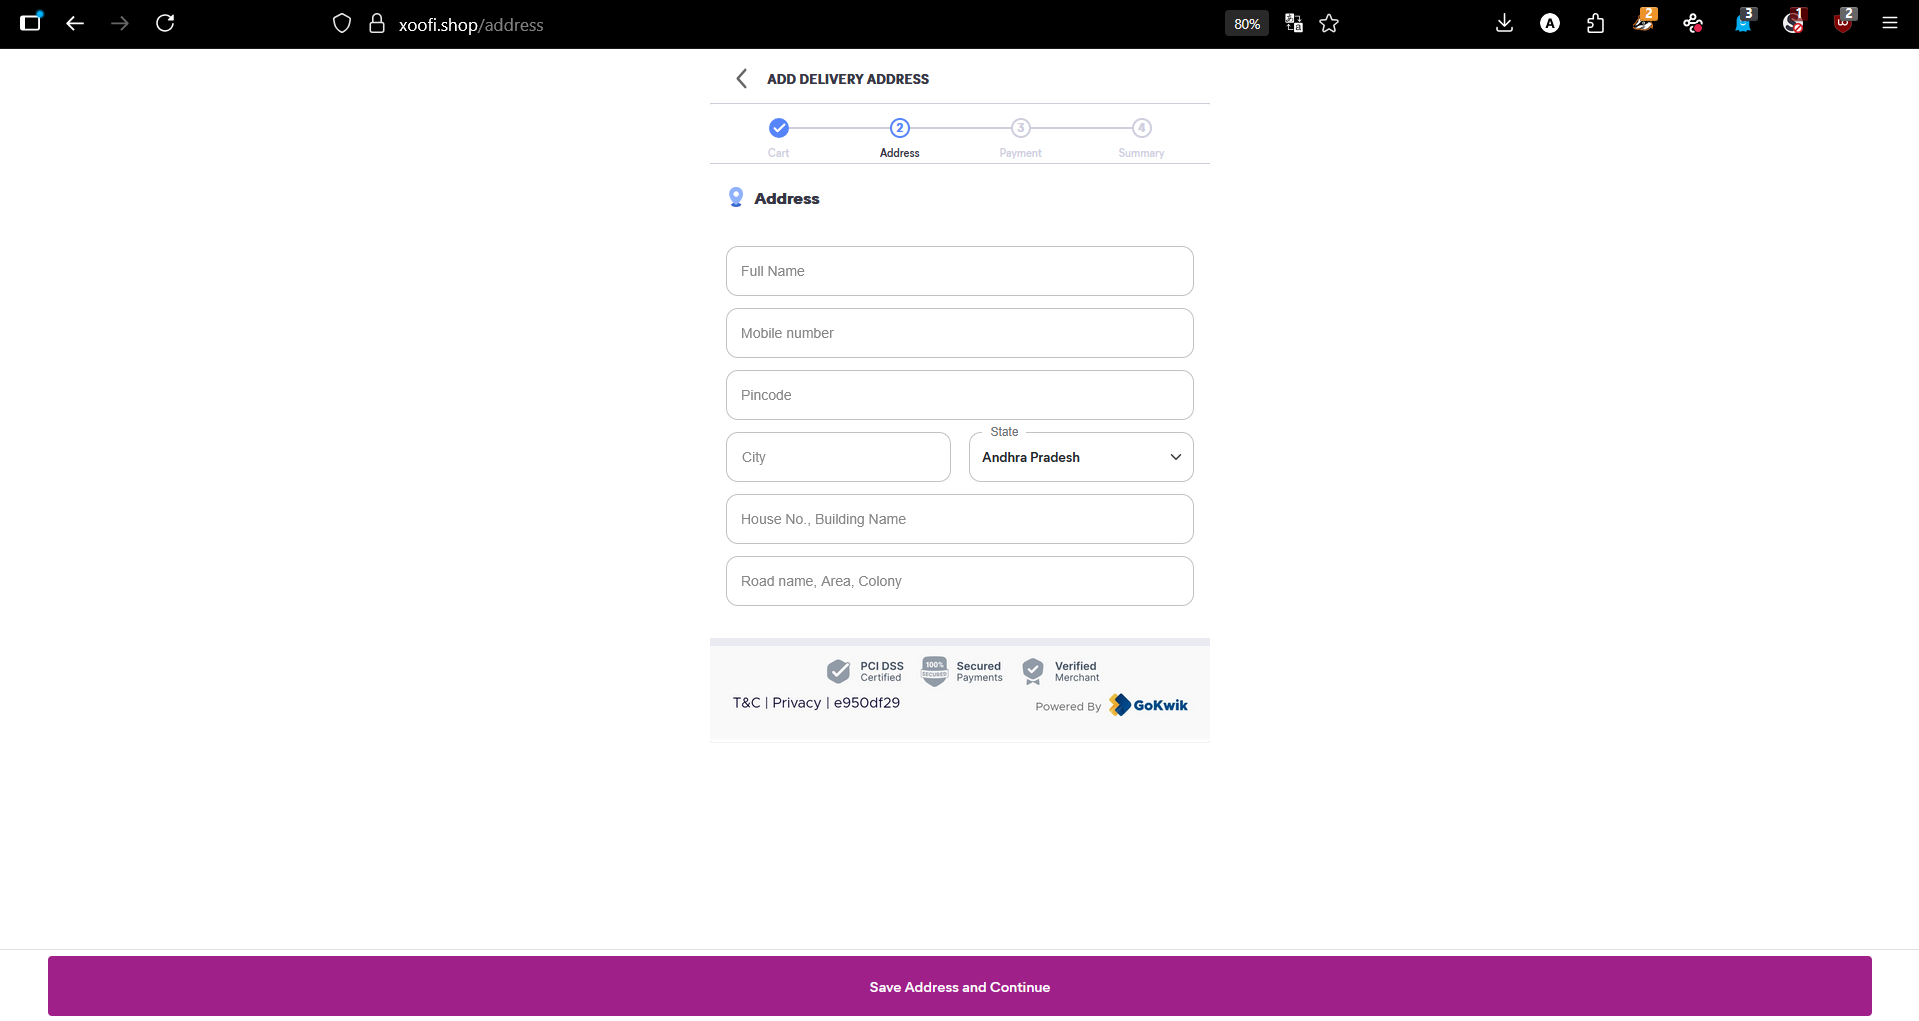 xoofi.shop/address
80%
A
2
3
1
2
ADD DELIVERY ADDRESS
2
3
4
Cart
Address
Payment
Summary
Address
Full Name
Mobile number
Pincode
City
State
Andhra Pradesh
House No., Building Name
Road name, Area, Colony
PCI DSS
Certified
100%
SECURED
Secured
Payments
Verified
Merchant
T&C | Privacy | e950df29
Powered By
GoKwik
Save Address and Continue